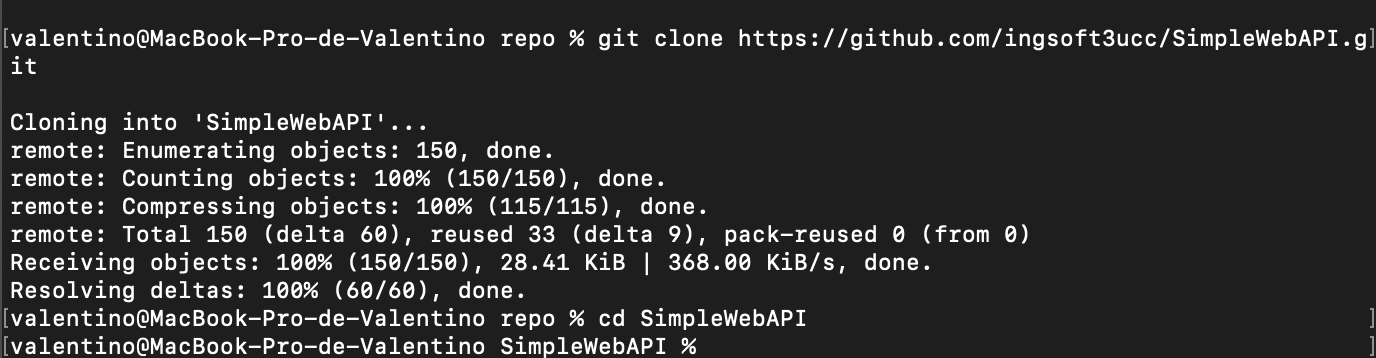 [valentino@MacBook-Pro-de-Valentino repo % git clone https://github.com/ingsoft3ucc/SimpleWebAPI.g]
it
Cloning into 'SimpleWebAPI'...
remote: Enumerating objects: 150, done.
remote: Counting objects: 100% (150/150), done.
remote: Compressing objects: 100% (115/115), done.
remote: Total 150 (delta 60), reused 33 (delta 9), pack-reused 0 (from 0)
Receiving objects: 100% (150/150), 28.41 KiB | 368.00 KiB/s, done.
Resolving deltas: 100% (60/60), done.
[valentino@MacBook-Pro-de-Valentino repo % cd SimpleWebAPI ]
[valentino@MacBook-Pro-de-Valentino SimpleWebAPI % ]